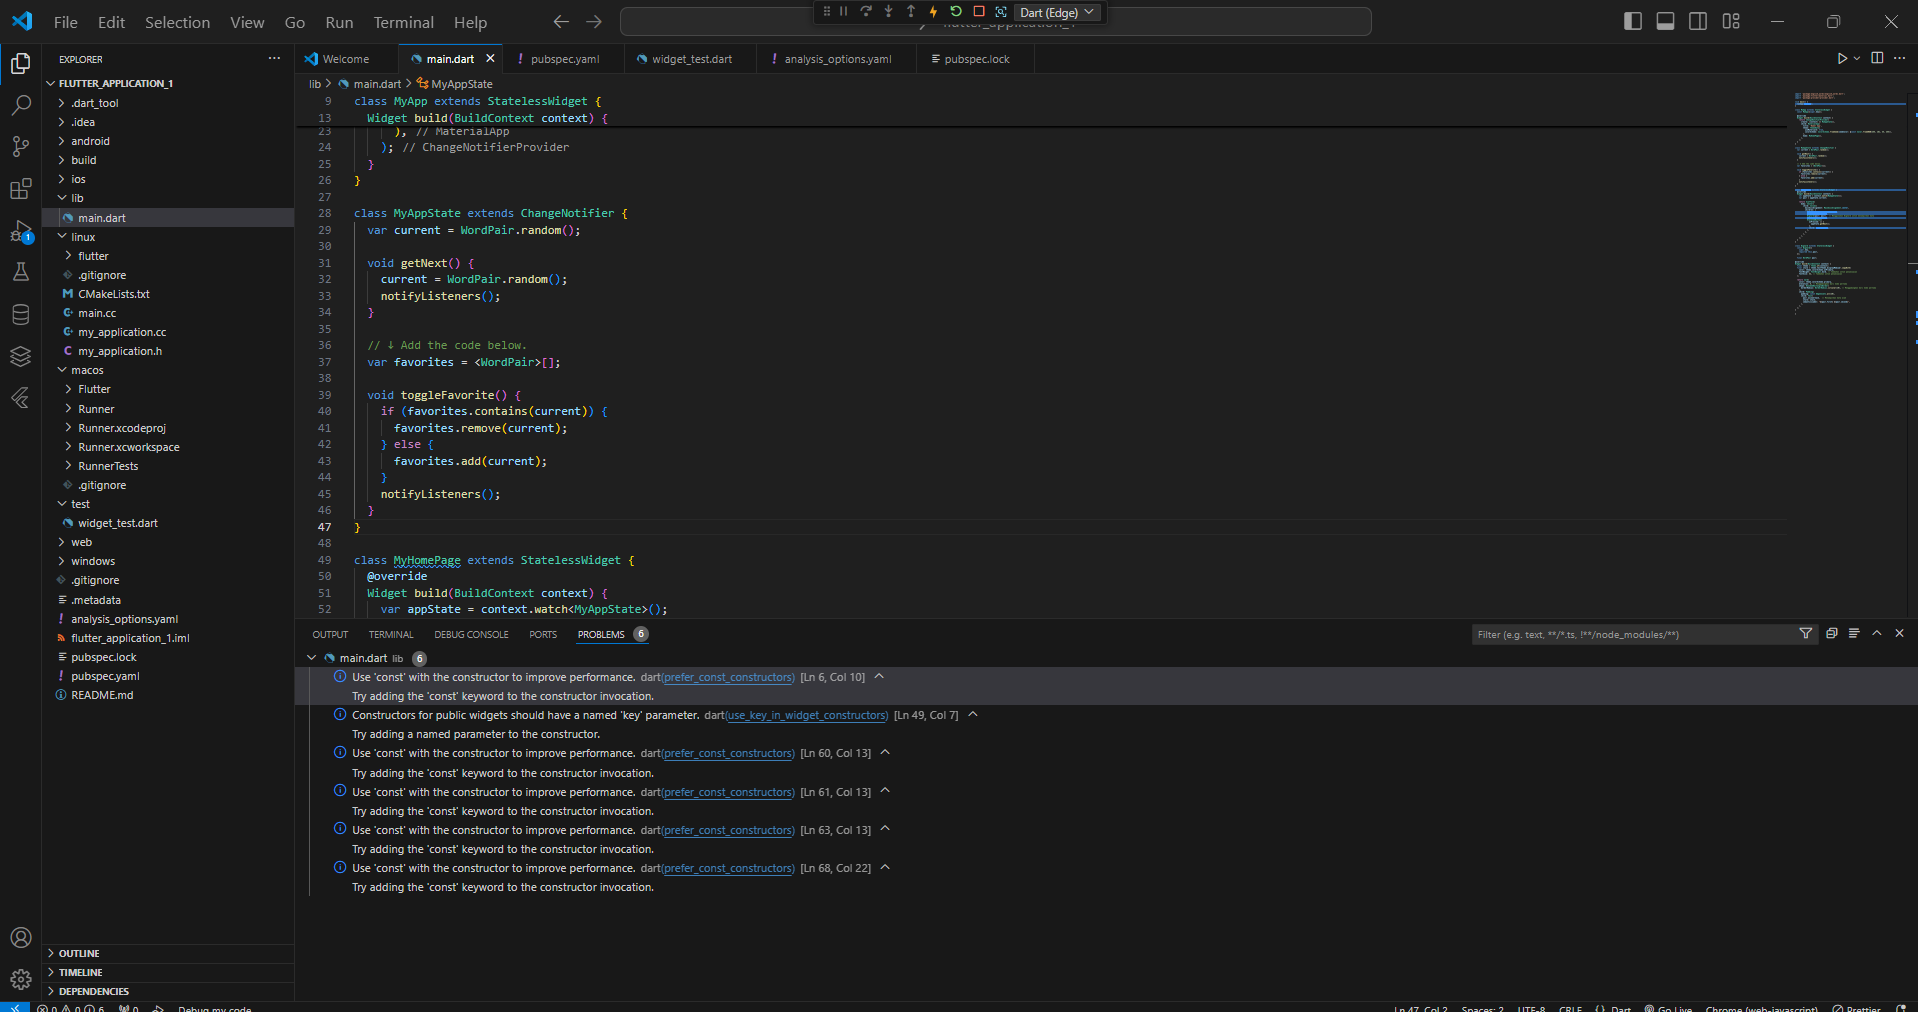 File Edit Selection View Go Run Terminal Help
Dart (Edge)
EXPLORER
Welcome main.dart pubspec.yaml widget_test.dart analysis_options.yaml pubspec.lock
FLUTTER_APPLICATION_1
.dart_tool
.idea
android
build
ios
lib
main.dart
linux
flutter
.gitignore
CMakeLists.txt
main.cc
my_application.cc
my_application.h
macos
Flutter
Runner
Runner.xcodeproj
Runner.xcworkspace
RunnerTests
.gitignore
test
widget_test.dart
web
windows
.gitignore
.metadata
analysis_options.yaml
flutter_application_1.iml
pubspec.lock
pubspec.yaml
README.md
OUTLINE
TIMELINE
DEPENDENCIES
lib > main.dart > MyAppState
9 class MyApp extends StatelessWidget {
13 Widget build(BuildContext context) {
23 ), // MaterialApp
24 ); // ChangeNotifierProvider
25 }
26 }
27
28 class MyAppState extends ChangeNotifier {
29 var current = WordPair.random();
30
31 void getNext() {
32 current = WordPair.random();
33 notifyListeners();
34 }
35
36 // ↓ Add the code below.
37 var favorites = <WordPair>[];
38
39 void toggleFavorite() {
40 if (favorites.contains(current)) {
41 favorites.remove(current);
42 } else {
43 favorites.add(current);
44 }
45 notifyListeners();
46 }
47 }
48
49 class MyHomePage extends StatelessWidget {
50 @override
51 Widget build(BuildContext context) {
52 var appState = context.watch<MyAppState>();
OUTPUT TERMINAL DEBUG CONSOLE PORTS PROBLEMS 6
Filter (e.g. text, **/*.ts, !**/node_modules/**)
main.dart lib 6
Use 'const' with the constructor to improve performance. dart(prefer_const_constructors) [Ln 6, Col 10]
Try adding the 'const' keyword to the constructor invocation.
Constructors for public widgets should have a named 'key' parameter. dart(use_key_in_widget_constructors) [Ln 49, Col 7]
Try adding a named parameter to the constructor.
Use 'const' with the constructor to improve performance. dart(prefer_const_constructors) [Ln 60, Col 13]
Try adding the 'const' keyword to the constructor invocation.
Use 'const' with the constructor to improve performance. dart(prefer_const_constructors) [Ln 61, Col 13]
Try adding the 'const' keyword to the constructor invocation.
Use 'const' with the constructor to improve performance. dart(prefer_const_constructors) [Ln 63, Col 13]
Try adding the 'const' keyword to the constructor invocation.
Use 'const' with the constructor to improve performance. dart(prefer_const_constructors) [Ln 68, Col 22]
Try adding the 'const' keyword to the constructor invocation.
0 0 6 0 Debug my code Ln 47, Col 2 Spaces: 2 UTF-8 CRLF {} Dart Go Live Chrome (web-javascript) Prettier